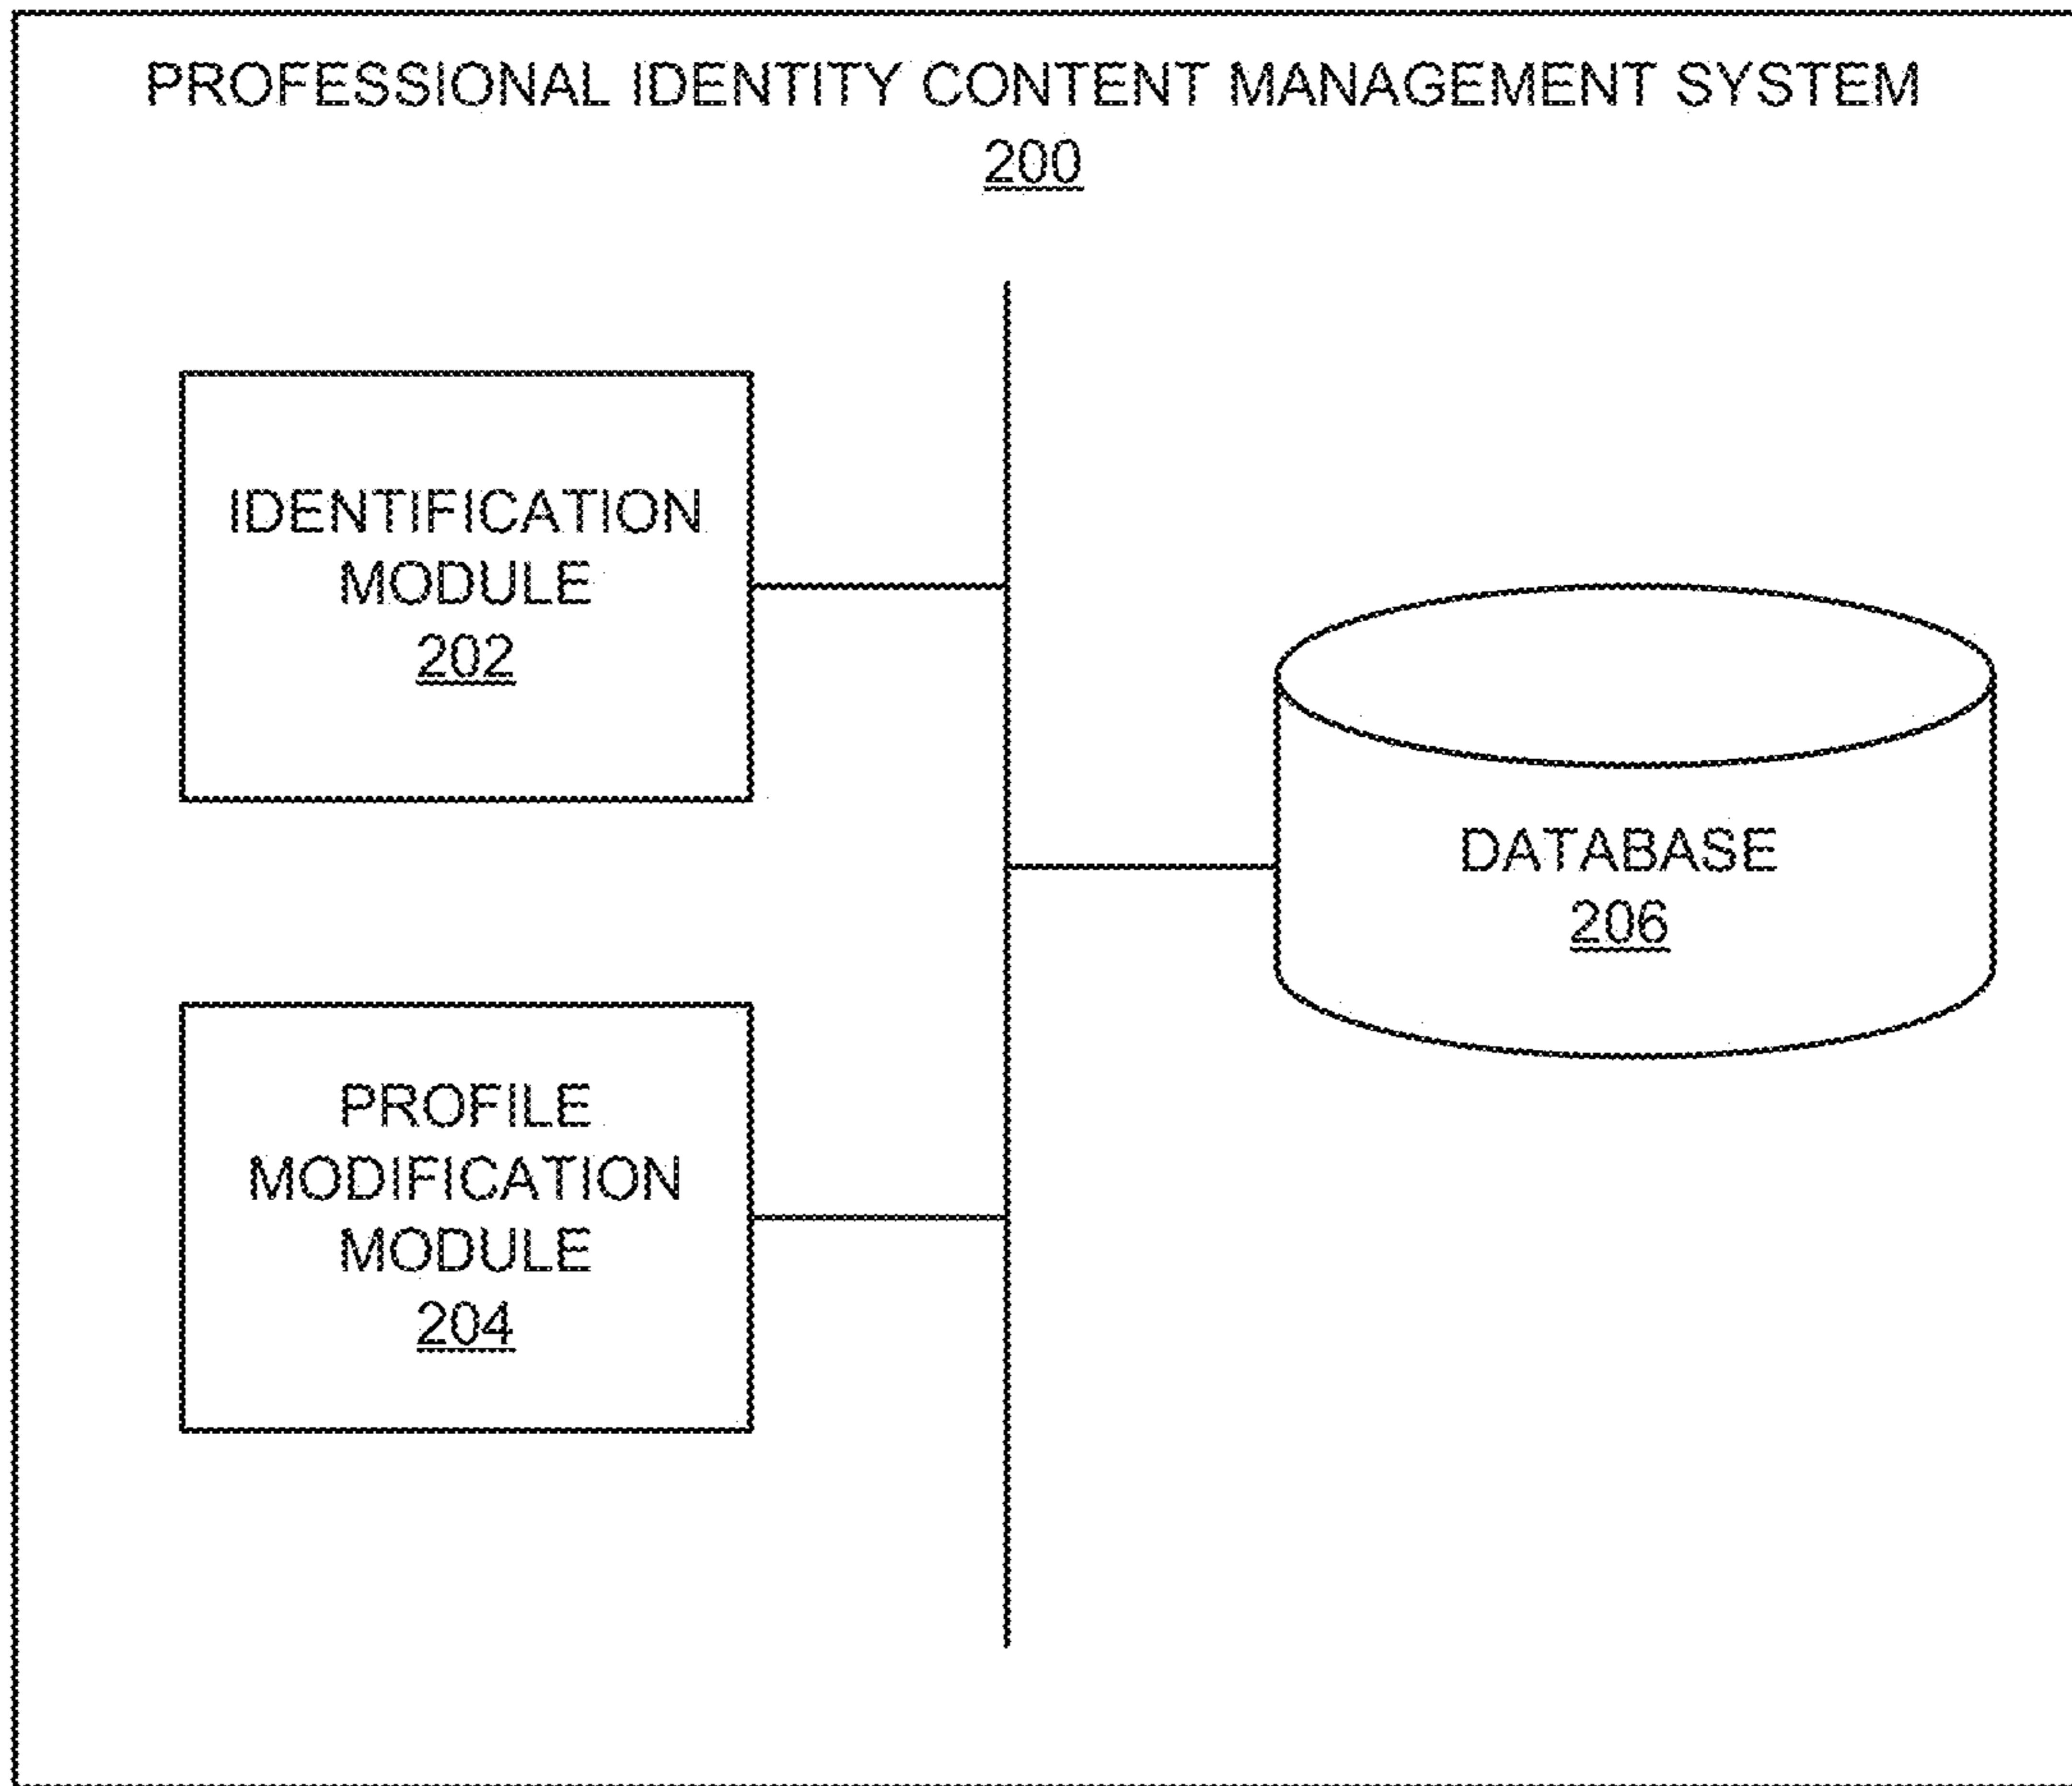 PROFESSIONAL IDENTITY CONTENT MANAGEMENT SYSTEM
200
IDENTIFICATION
MODULE
202
DATABASE
206
PROFILE
MODIFICATION
MODULE
204